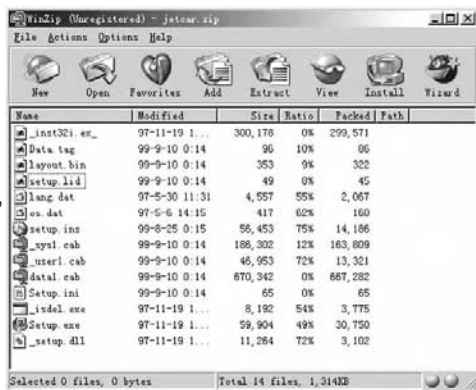 WinZip (Unregistered) - jetcar.zip
File Actions Options Help
New Open Favorites Add Extract View Install Wizard
Name Modified Size Ratio Packed Path
_inst32i.ex_ 97-11-19 1... 300,178 0% 299,571
Data.tag 99-9-10 0:14 96 10% 86
layout.bin 99-9-10 0:14 353 9% 322
setup.lid 99-9-10 0:14 49 8% 45
lang.dat 97-5-30 11:31 4,557 55% 2,067
os.dat 97-5-6 14:15 417 62% 160
setup.ins 99-8-25 0:15 56,453 75% 14,186
_sys1.cab 99-9-10 0:14 186,302 12% 163,809
_user1.cab 99-9-10 0:14 46,953 72% 13,321
data1.cab 99-9-10 0:14 670,342 0% 667,282
Setup.ini 99-9-10 0:14 65 0% 65
_isdel.exe 97-11-19 1... 8,192 54% 3,775
Setup.exe 97-11-19 1... 59,904 49% 30,750
_setup.dll 97-11-19 1... 11,264 72% 3,102
Selected 0 files, 0 bytes Total 14 files, 1,314KB